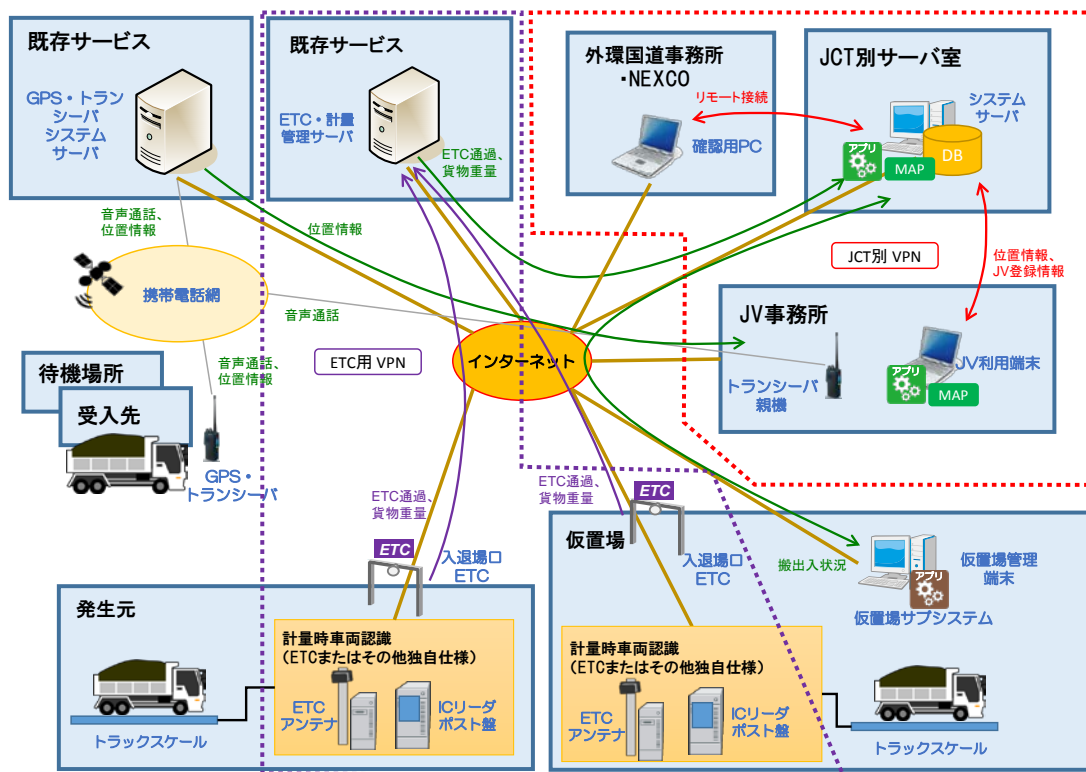 既存サービス
GPS・トラン
シーバ
システム
サーバ
既存サービス
ETC・計量
管理サーバ
ETC通過、
貨物重量
外環国道事務所
・NEXCO
リモート接続
確認用PC
JCT別サーバ室
システム
サーバ
アプリ
MAP
DB
音声通話、
位置情報
位置情報
携帯電話網
音声通話
JCT別 VPN
位置情報、
JV登録情報
ETC用 VPN
インターネット
JV事務所
トランシーバ
親機
JV利用端末
アプリ
MAP
音声通話、
位置情報
待機場所
受入先
GPS・
トランシーバ
ETC通過、
貨物重量
ETC通過、
貨物重量
ETC
入退場口
ETC
ETC
入退場口
ETC
仮置場
搬出入状況
仮置場管理
端末
アプリ
仮置場サブシステム
発生元
計量時車両認識
(ETCまたはその他独自仕様)
ETC
アンテナ
ICリーダ
ポスト盤
トラックスケール
計量時車両認識
(ETCまたはその他独自仕様)
ETC
アンテナ
ICリーダ
ポスト盤
トラックスケール